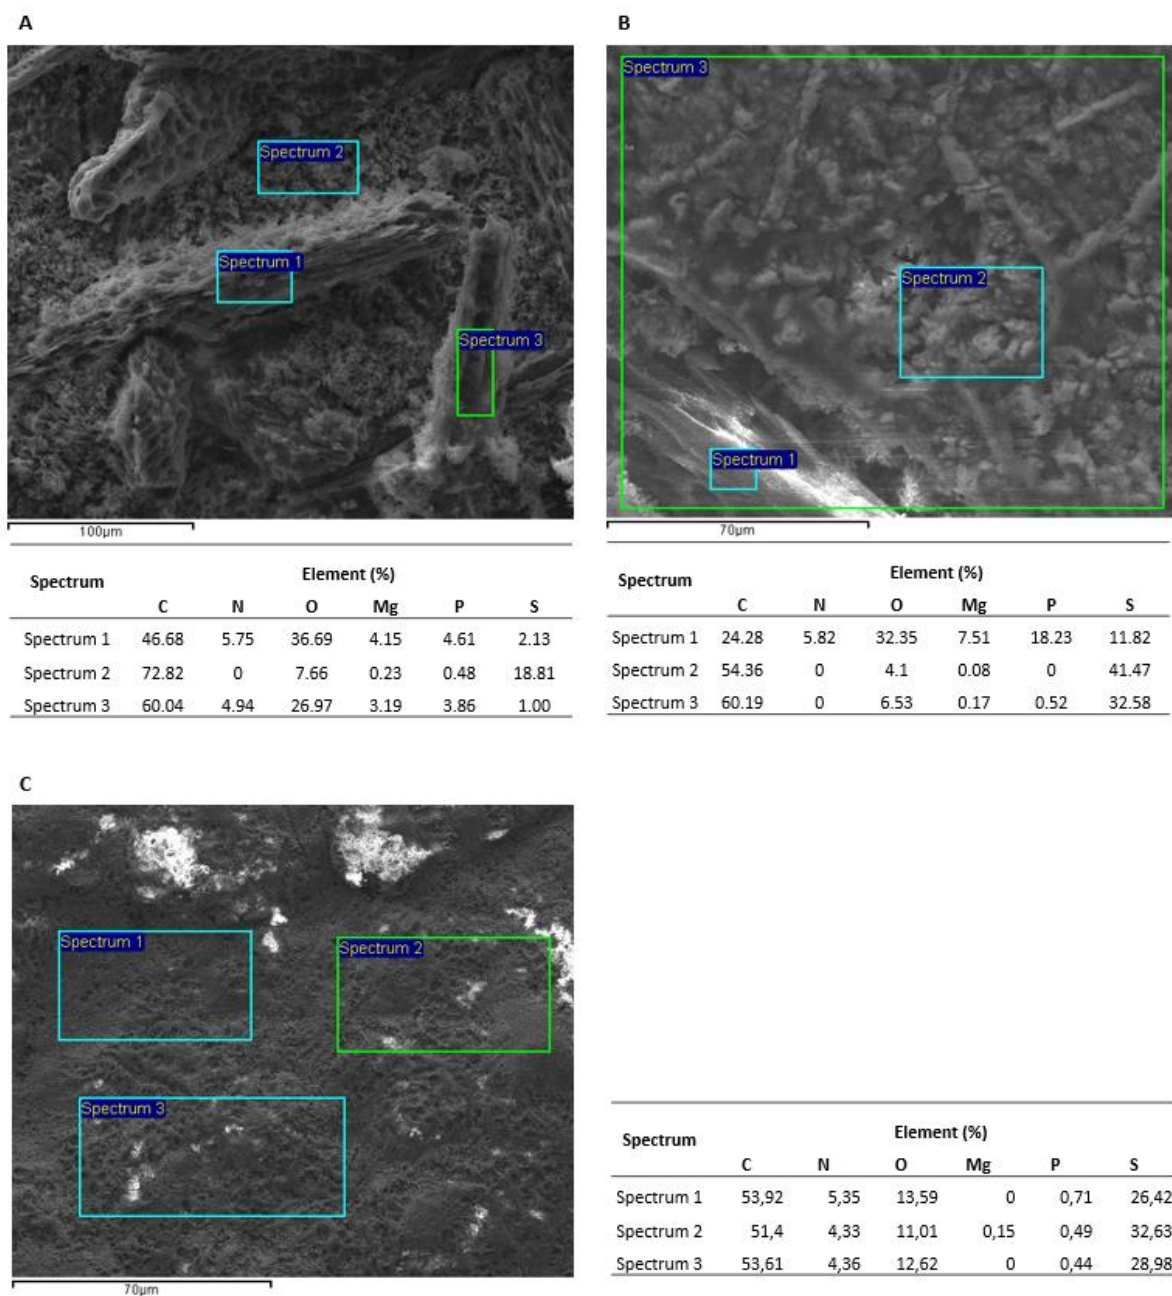 A
Spectrum 2
Spectrum 1
Spectrum 3
100µm
Spectrum Element (%)
C N O Mg P S
Spectrum 1 46.68 5.75 36.69 4.15 4.61 2.13
Spectrum 2 72.82 0 7.66 0.23 0.48 18.81
Spectrum 3 60.04 4.94 26.97 3.19 3.86 1.00
B
Spectrum 3
Spectrum 2
Spectrum 1
70µm
Spectrum Element (%)
C N O Mg P S
Spectrum 1 24.28 5.82 32.35 7.51 18.23 11.82
Spectrum 2 54.36 0 4.1 0.08 0 41.47
Spectrum 3 60.19 0 6.53 0.17 0.52 32.58
C
Spectrum 1
Spectrum 2
Spectrum 3
70µm
Spectrum Element (%)
C N O Mg P S
Spectrum 1 53,92 5,35 13,59 0 0,71 26,42
Spectrum 2 51,4 4,33 11,01 0,15 0,49 32,63
Spectrum 3 53,61 4,36 12,62 0 0,44 28,98